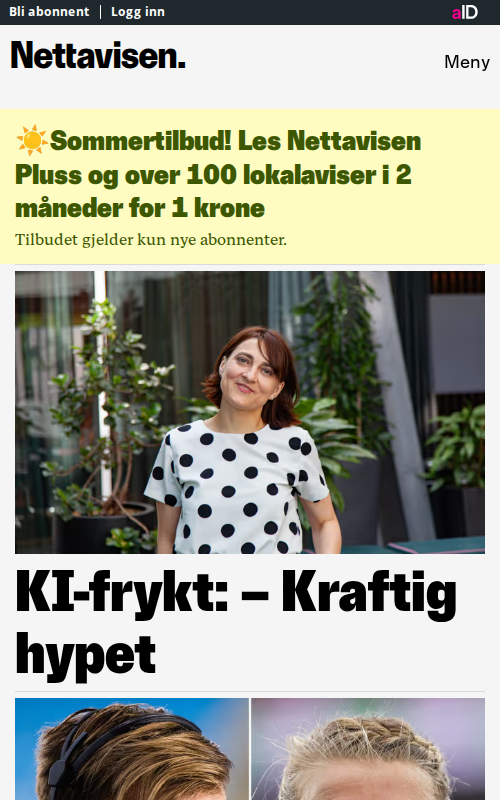 Bli abonnent | Logg inn
aID
Nettavisen.
Meny
☀️Sommertilbud! Les Nettavisen
Pluss og over 100 lokalaviser i 2
måneder for 1 krone
Tilbudet gjelder kun nye abonnenter.
KI-frykt: – Kraftig
hypet